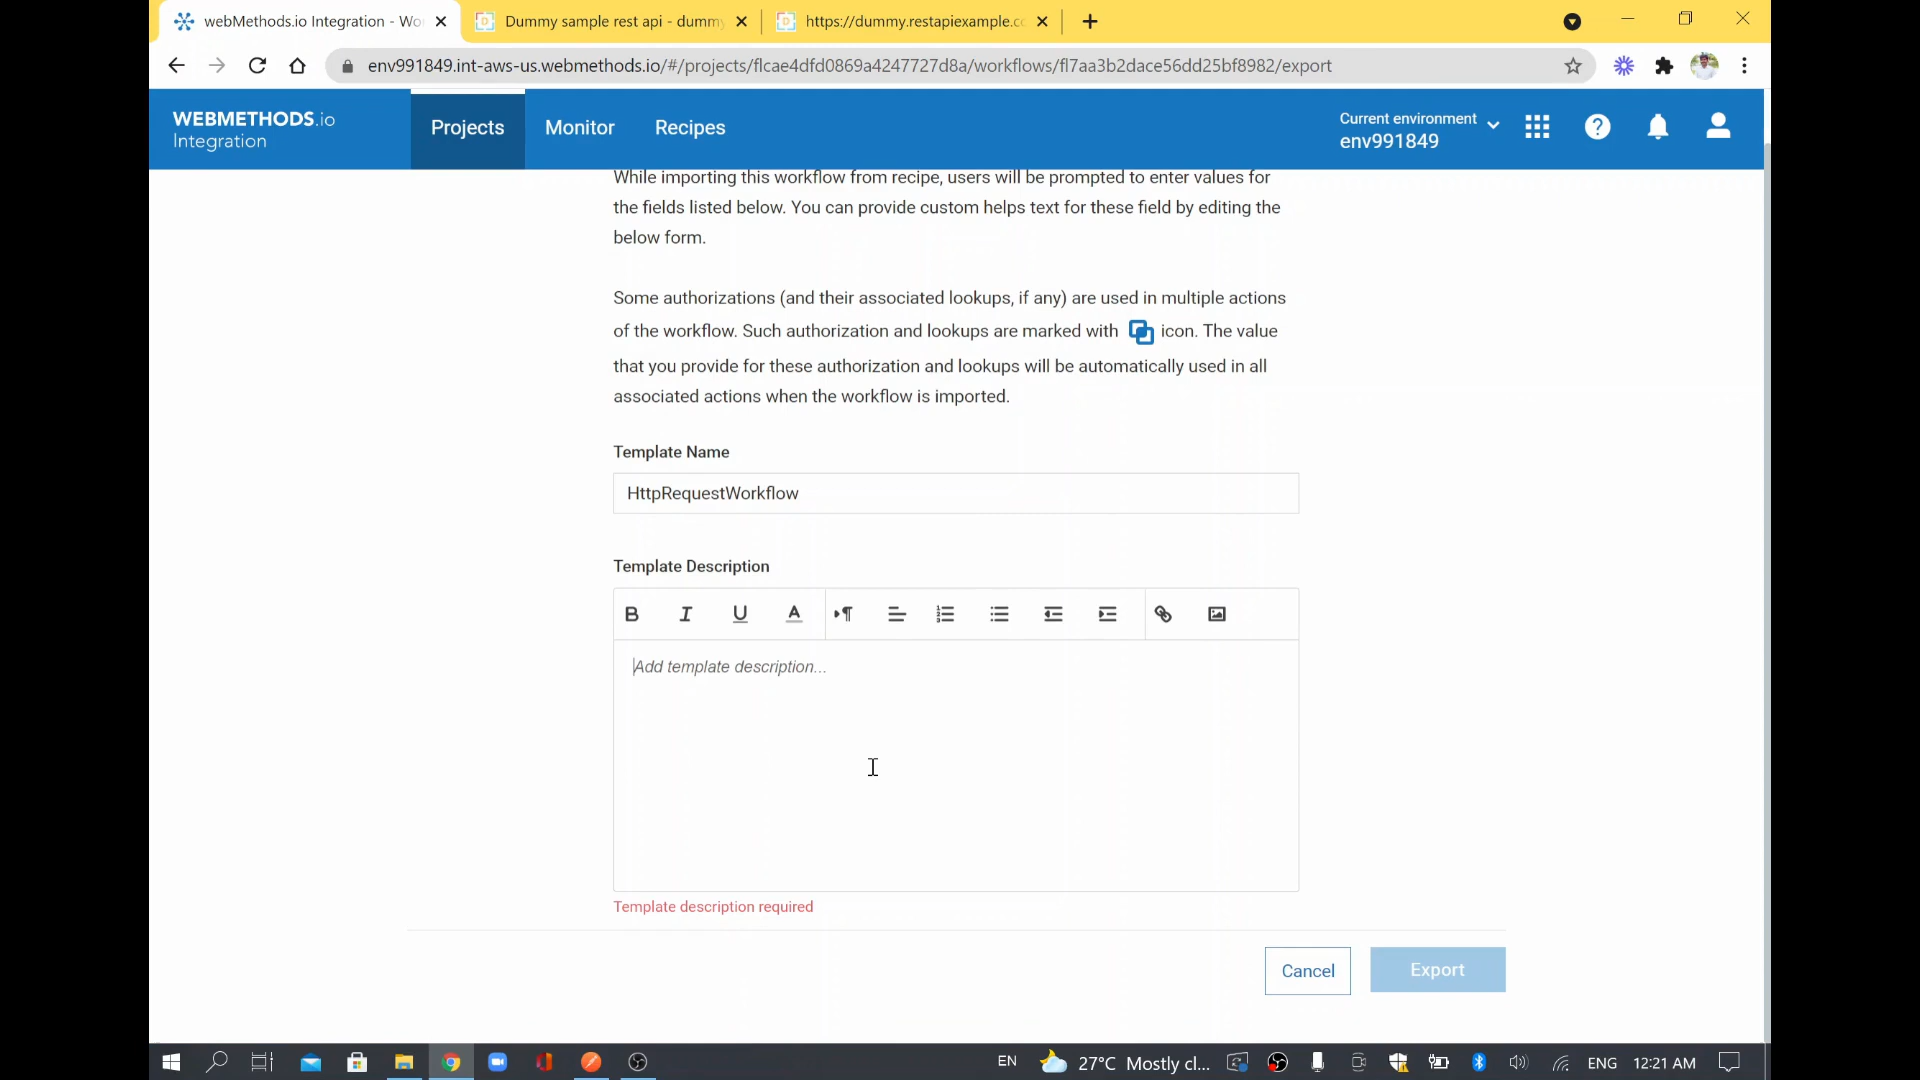 webMethods.io Integration - Wo
Dummy sample rest api - dummy
https://dummy.restapiexample.c
env991849.int-aws-us.webmethods.io/#/projects/flcae4dfd0869a4247727d8a/workflows/fl7aa3b2dace56dd25bf8982/export
WEBMETHODS.io
Integration
Projects
Monitor
Recipes
Current environment
env991849
While importing this workflow from recipe, users will be prompted to enter values for
the fields listed below. You can provide custom helps text for these field by editing the
below form.
Some authorizations (and their associated lookups, if any) are used in multiple actions
of the workflow. Such authorization and lookups are marked with icon. The value
that you provide for these authorization and lookups will be automatically used in all
associated actions when the workflow is imported.
Template Name
HttpRequestWorkflow
Template Description
Add template description...
Template description required
Cancel
Export
EN
27°C Mostly cl...
ENG
12:21 AM